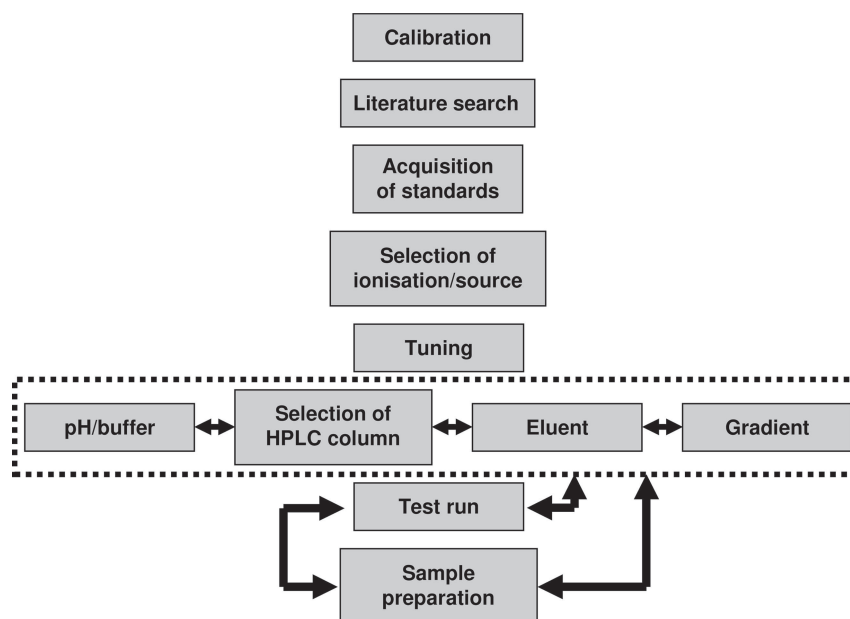 Calibration
Literature search
Acquisition
of standards
Selection of
ionisation/source
Tuning
pH/buffer
Selection of
HPLC column
Eluent
Gradient
Test run
Sample
preparation